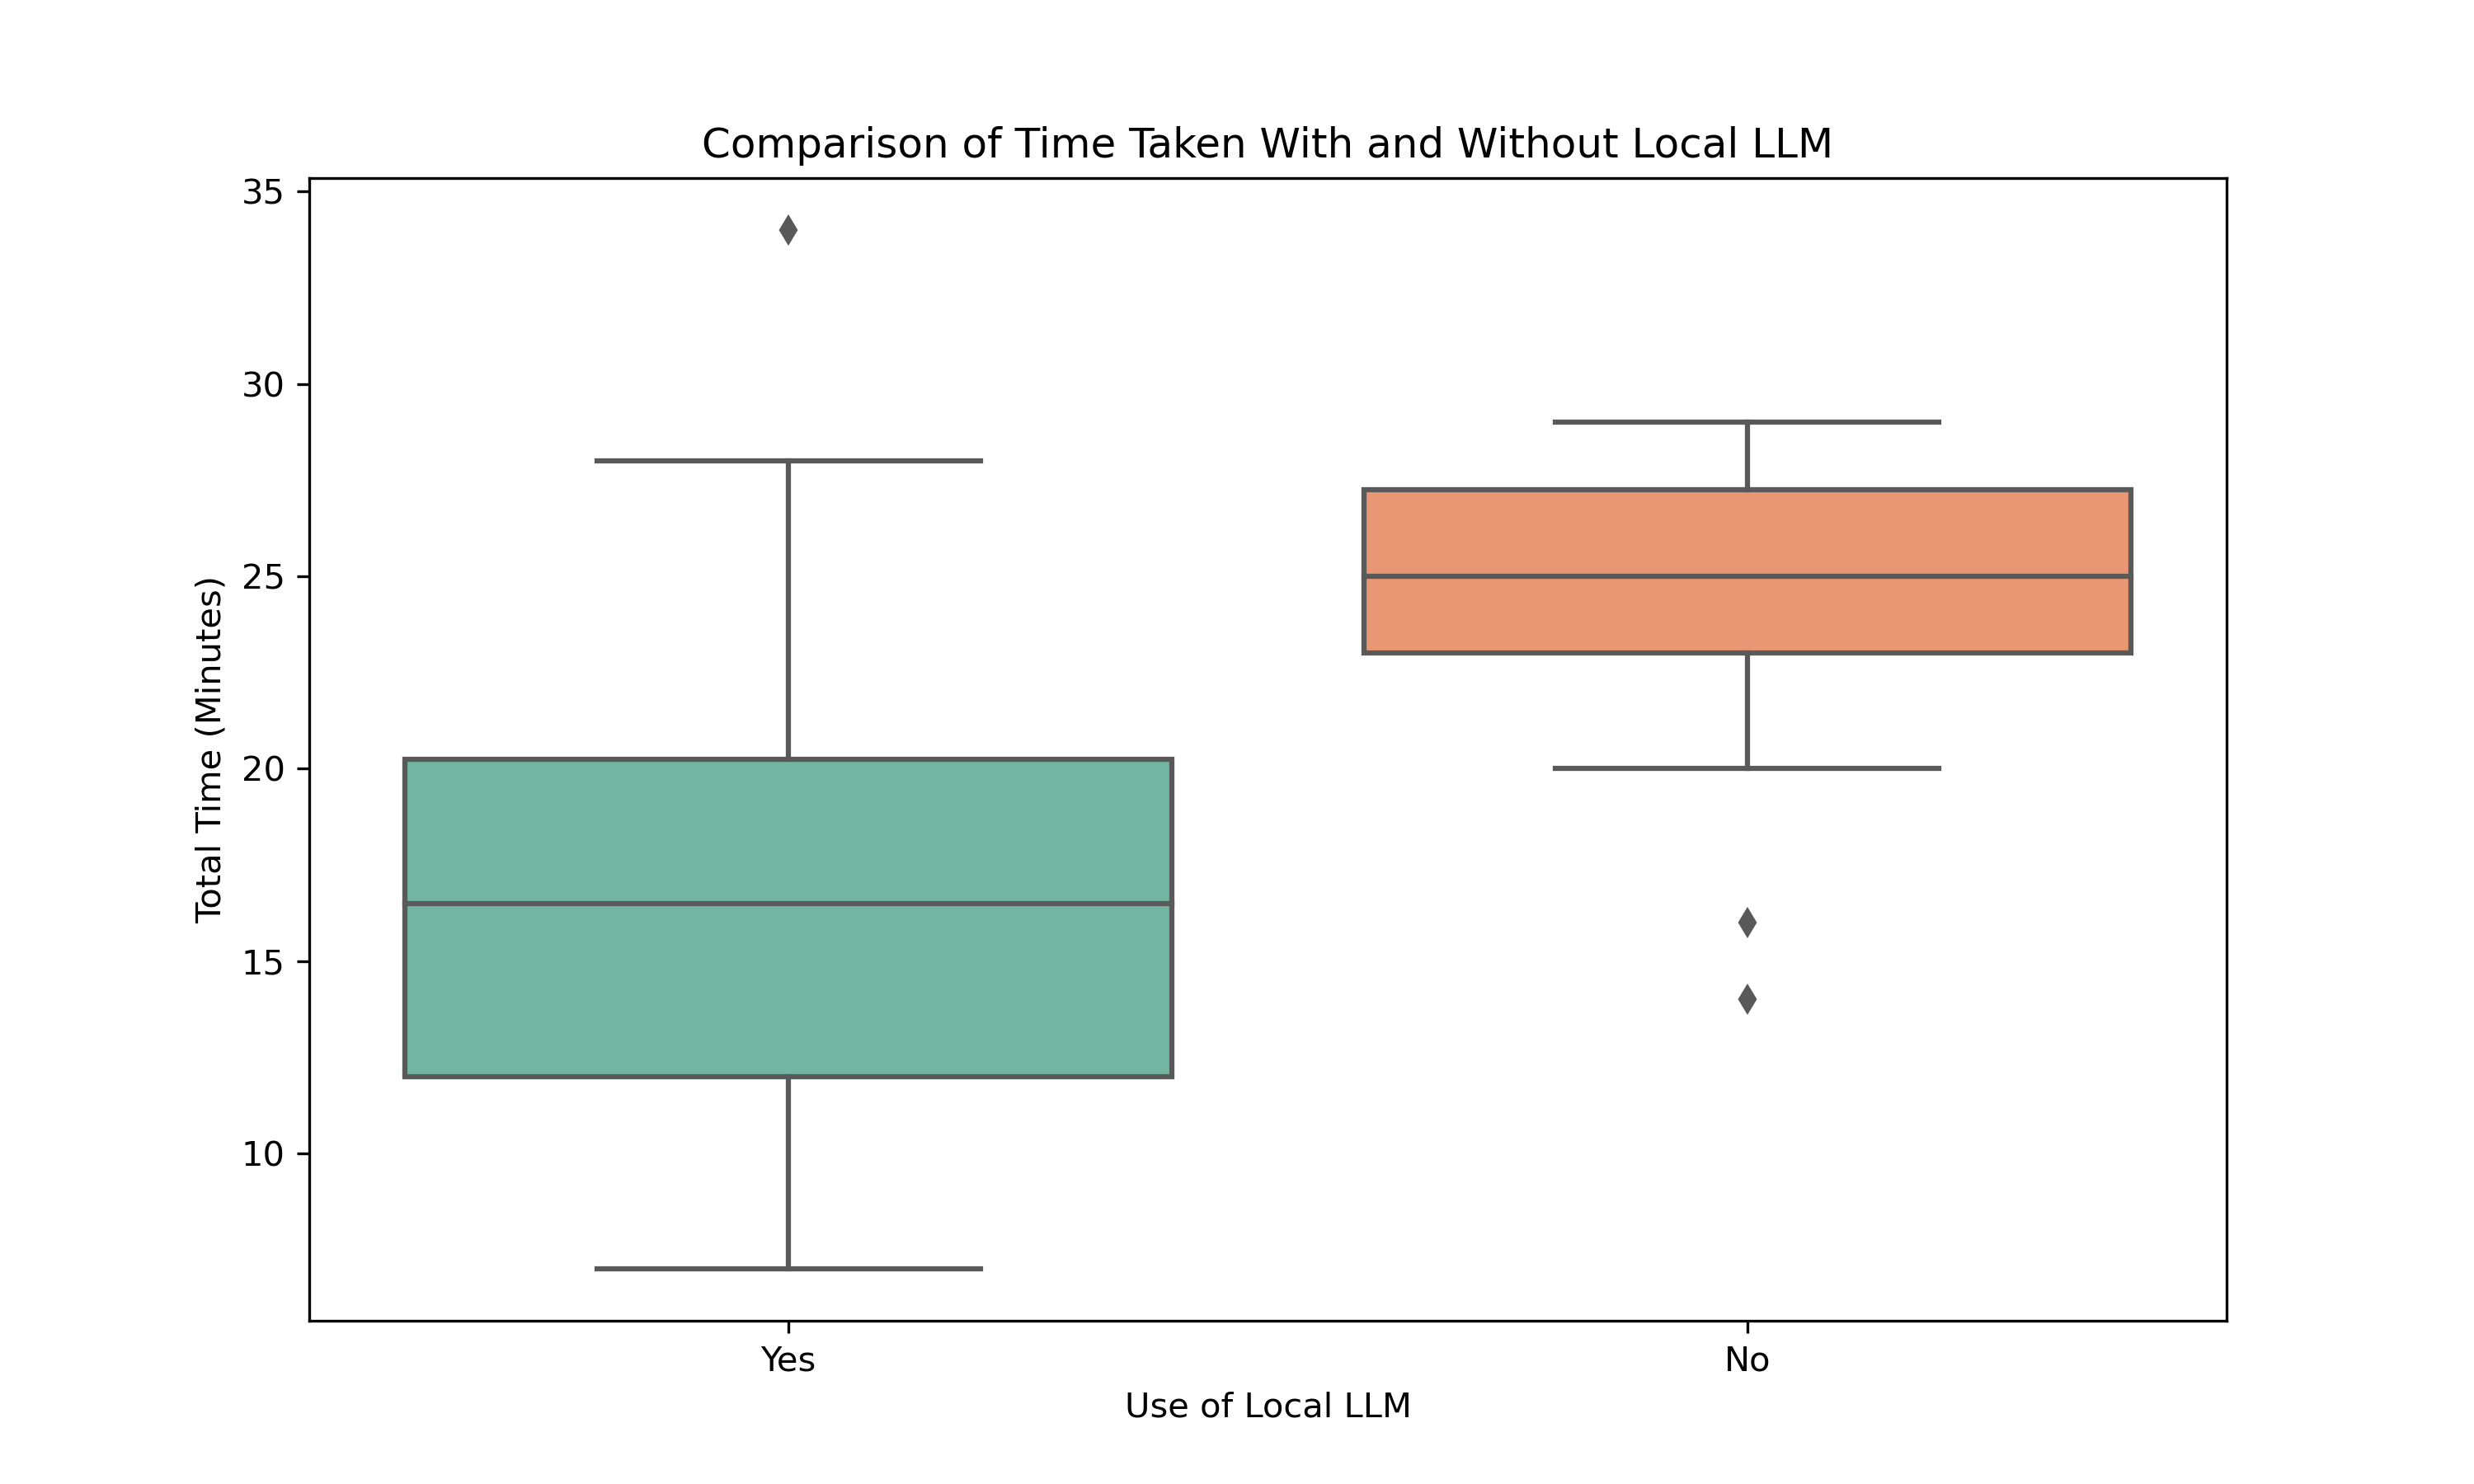 Comparison of Time Taken With and Without Local LLM
35
30
25
20
15
10
Total Time (Minutes)
Yes
No
Use of Local LLM